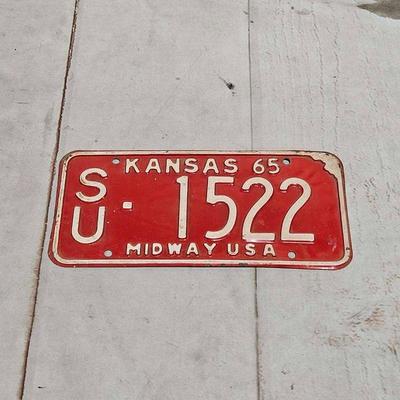 KANSAS 65
SU · 1522
MIDWAY USA